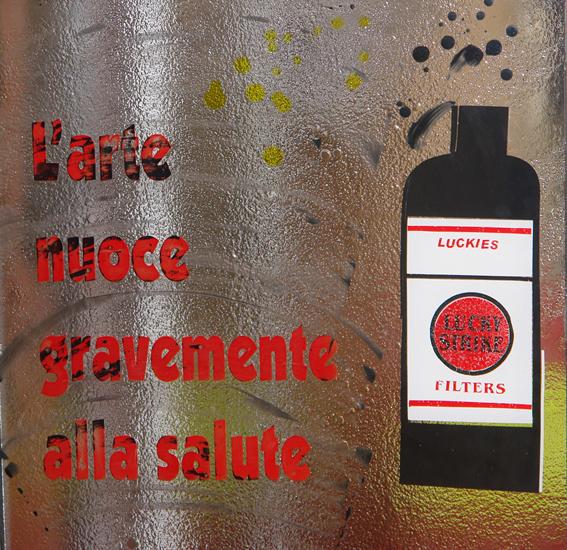 L'arte
nuoce
gravemente
alla salute
LUCKIES
LUCKY
STRIKE
FILTERS